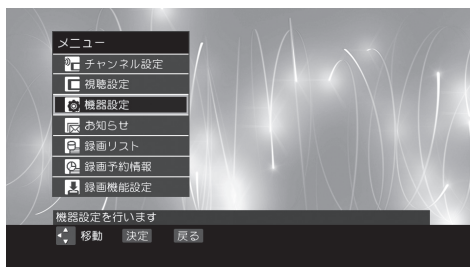 メニュー
チャンネル設定
視聴設定
機器設定
お知らせ
録画リスト
録画予約情報
録画機能設定
機器設定を行います
移動 決定 戻る